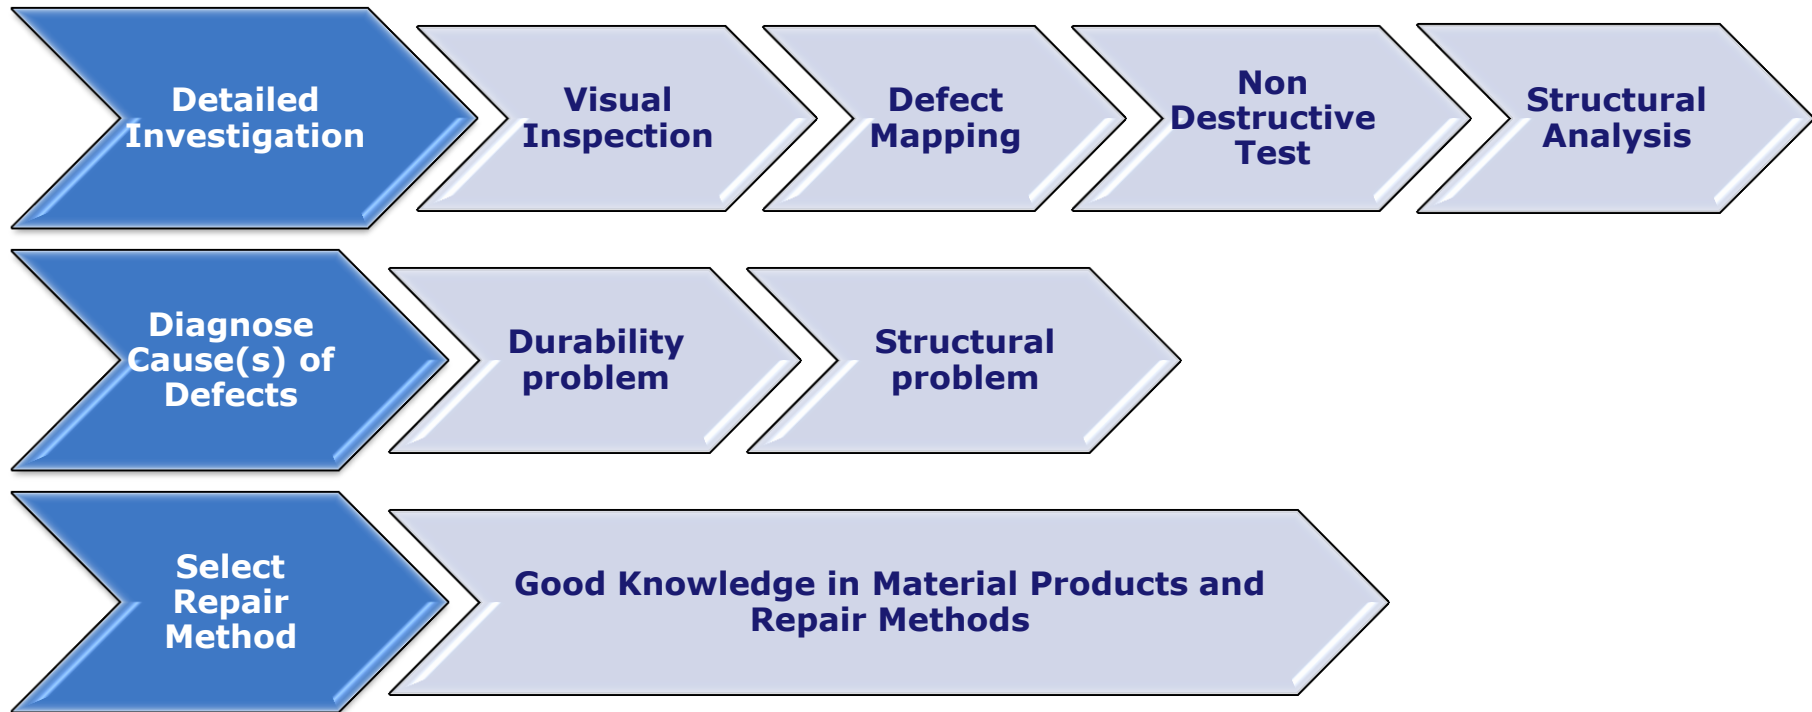 Detailed
Investigation
Visual
Inspection
Defect
Mapping
Non
Destructive
Test
Structural
Analysis
Diagnose
Cause(s) of
Defects
Durability
problem
Structural
problem
Select
Repair
Method
Good Knowledge in Material Products and
Repair Methods